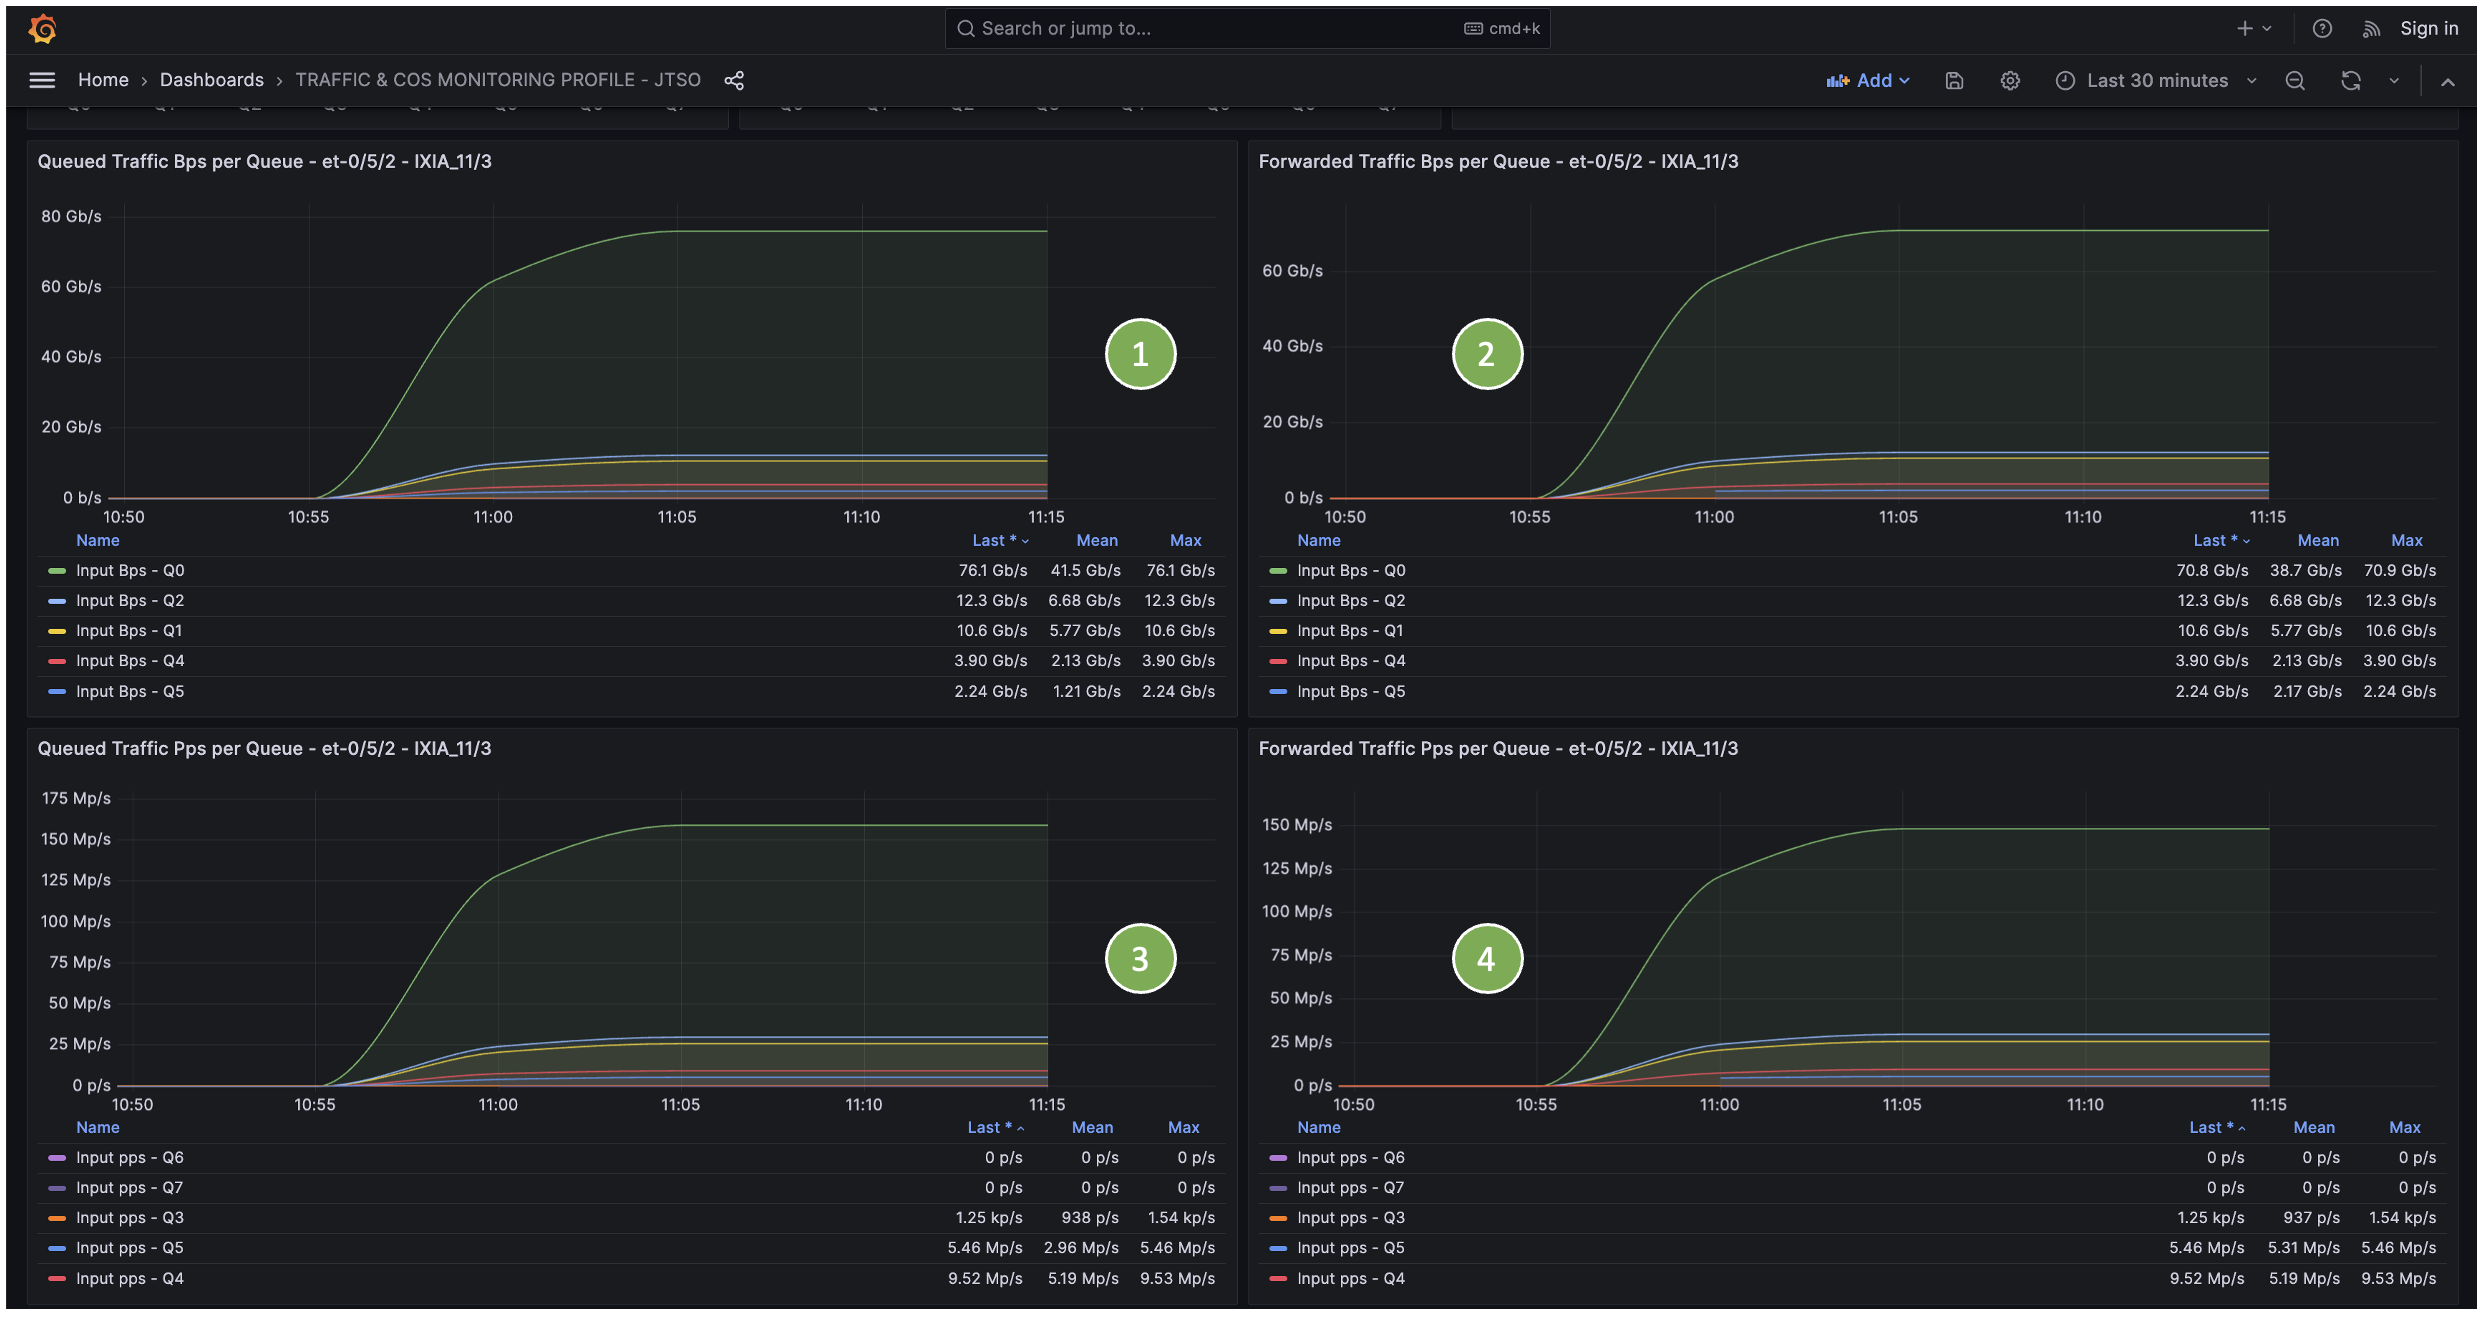 Search or jump to... cmd+k Sign in
Home › Dashboards › TRAFFIC & COS MONITORING PROFILE - JTSO Add Last 30 minutes
Queued Traffic Bps per Queue - et-0/5/2 - IXIA_11/3
80 Gb/s
60 Gb/s
40 Gb/s
20 Gb/s
0 b/s
10:50 10:55 11:00 11:05 11:10 11:15
1
Name Last * Mean Max
Input Bps - Q0 76.1 Gb/s 41.5 Gb/s 76.1 Gb/s
Input Bps - Q2 12.3 Gb/s 6.68 Gb/s 12.3 Gb/s
Input Bps - Q1 10.6 Gb/s 5.77 Gb/s 10.6 Gb/s
Input Bps - Q4 3.90 Gb/s 2.13 Gb/s 3.90 Gb/s
Input Bps - Q5 2.24 Gb/s 1.21 Gb/s 2.24 Gb/s
Forwarded Traffic Bps per Queue - et-0/5/2 - IXIA_11/3
60 Gb/s
40 Gb/s
20 Gb/s
0 b/s
10:50 10:55 11:00 11:05 11:10 11:15
2
Name Last * Mean Max
Input Bps - Q0 70.8 Gb/s 38.7 Gb/s 70.9 Gb/s
Input Bps - Q2 12.3 Gb/s 6.68 Gb/s 12.3 Gb/s
Input Bps - Q1 10.6 Gb/s 5.77 Gb/s 10.6 Gb/s
Input Bps - Q4 3.90 Gb/s 2.13 Gb/s 3.90 Gb/s
Input Bps - Q5 2.24 Gb/s 2.17 Gb/s 2.24 Gb/s
Queued Traffic Pps per Queue - et-0/5/2 - IXIA_11/3
175 Mp/s
150 Mp/s
125 Mp/s
100 Mp/s
75 Mp/s
50 Mp/s
25 Mp/s
0 p/s
10:50 10:55 11:00 11:05 11:10 11:15
3
Name Last * Mean Max
Input pps - Q6 0 p/s 0 p/s 0 p/s
Input pps - Q7 0 p/s 0 p/s 0 p/s
Input pps - Q3 1.25 kp/s 938 p/s 1.54 kp/s
Input pps - Q5 5.46 Mp/s 2.96 Mp/s 5.46 Mp/s
Input pps - Q4 9.52 Mp/s 5.19 Mp/s 9.53 Mp/s
Forwarded Traffic Pps per Queue - et-0/5/2 - IXIA_11/3
150 Mp/s
125 Mp/s
100 Mp/s
75 Mp/s
50 Mp/s
25 Mp/s
0 p/s
10:50 10:55 11:00 11:05 11:10 11:15
4
Name Last * Mean Max
Input pps - Q6 0 p/s 0 p/s 0 p/s
Input pps - Q7 0 p/s 0 p/s 0 p/s
Input pps - Q3 1.25 kp/s 937 p/s 1.54 kp/s
Input pps - Q5 5.46 Mp/s 5.31 Mp/s 5.46 Mp/s
Input pps - Q4 9.52 Mp/s 5.19 Mp/s 9.53 Mp/s